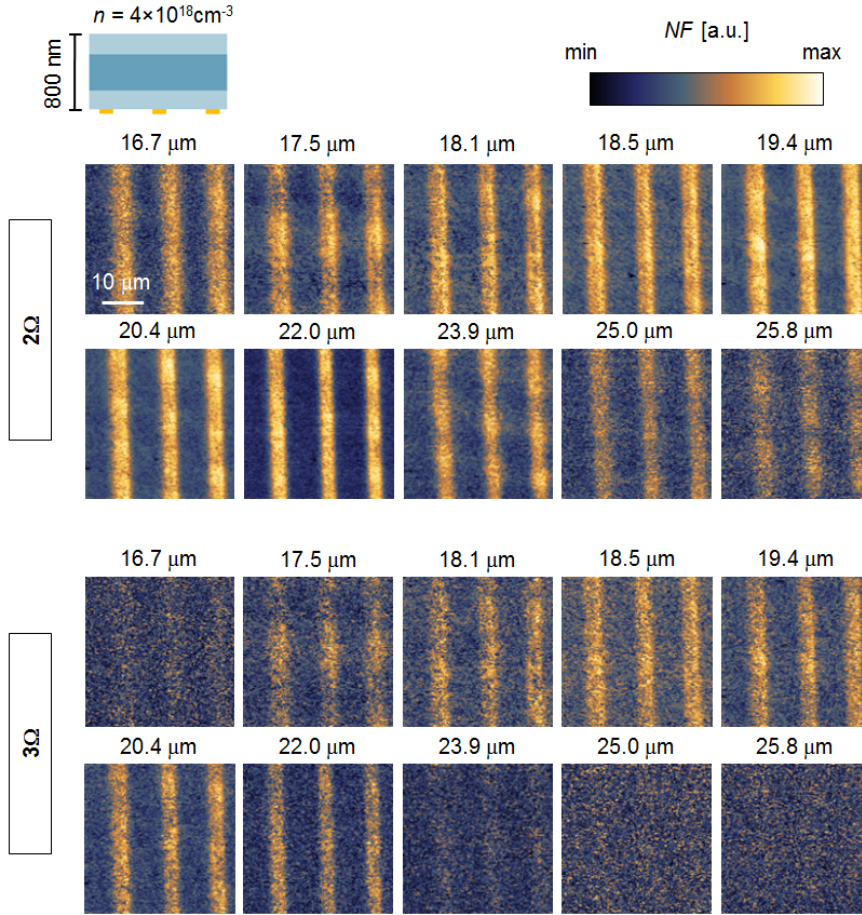 n = 4×10¹⁸cm⁻³
800 nm
NF [a.u.]
min max
16.7 μm 17.5 μm 18.1 μm 18.5 μm 19.4 μm
10 μm
2Ω
20.4 μm 22.0 μm 23.9 μm 25.0 μm 25.8 μm
16.7 μm 17.5 μm 18.1 μm 18.5 μm 19.4 μm
3Ω
20.4 μm 22.0 μm 23.9 μm 25.0 μm 25.8 μm